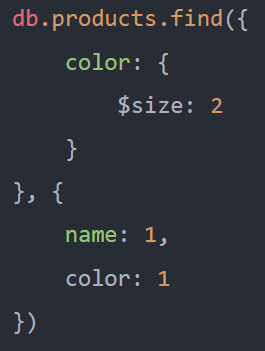 db.products.find({
    color: {
        $size: 2
    }
}, {
    name: 1,
    color: 1
})